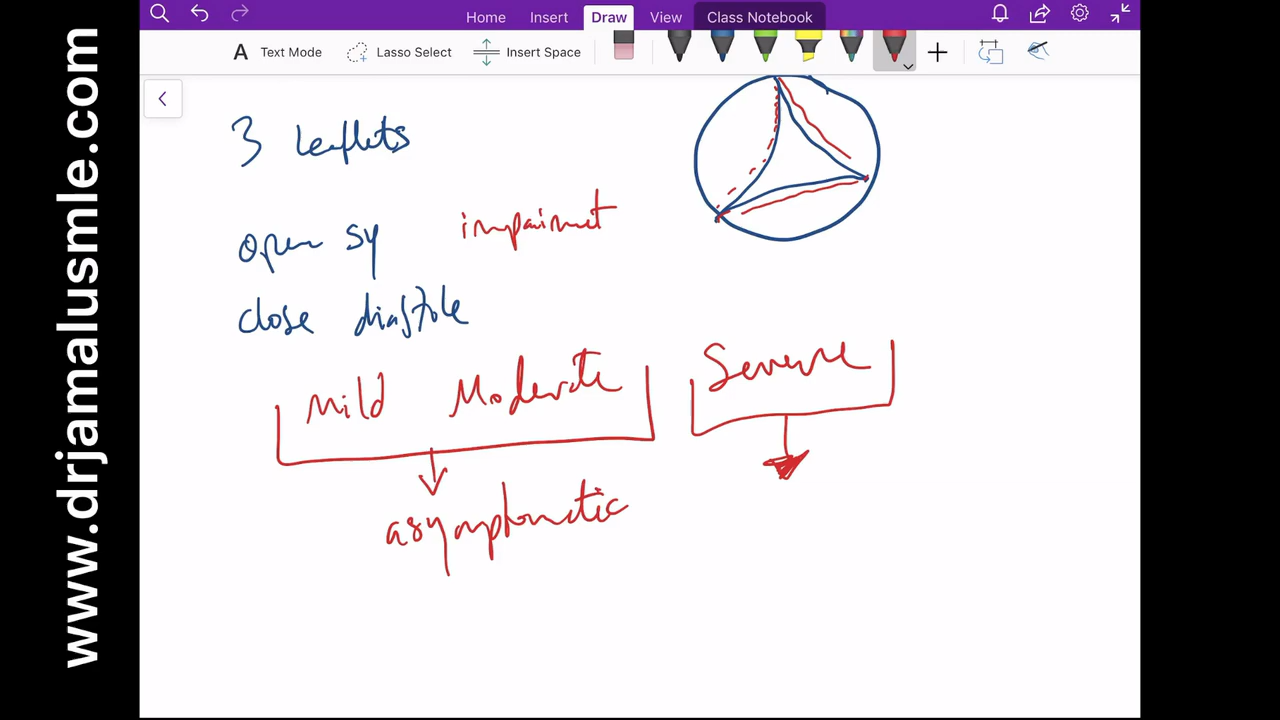 www.drjamalusmle.com
Home Insert Draw View Class Notebook
A Text Mode Lasso Select Insert Space
3 leaflets
open sy impairmet
close diastole
Mild Moderate Severe
asymptomatic